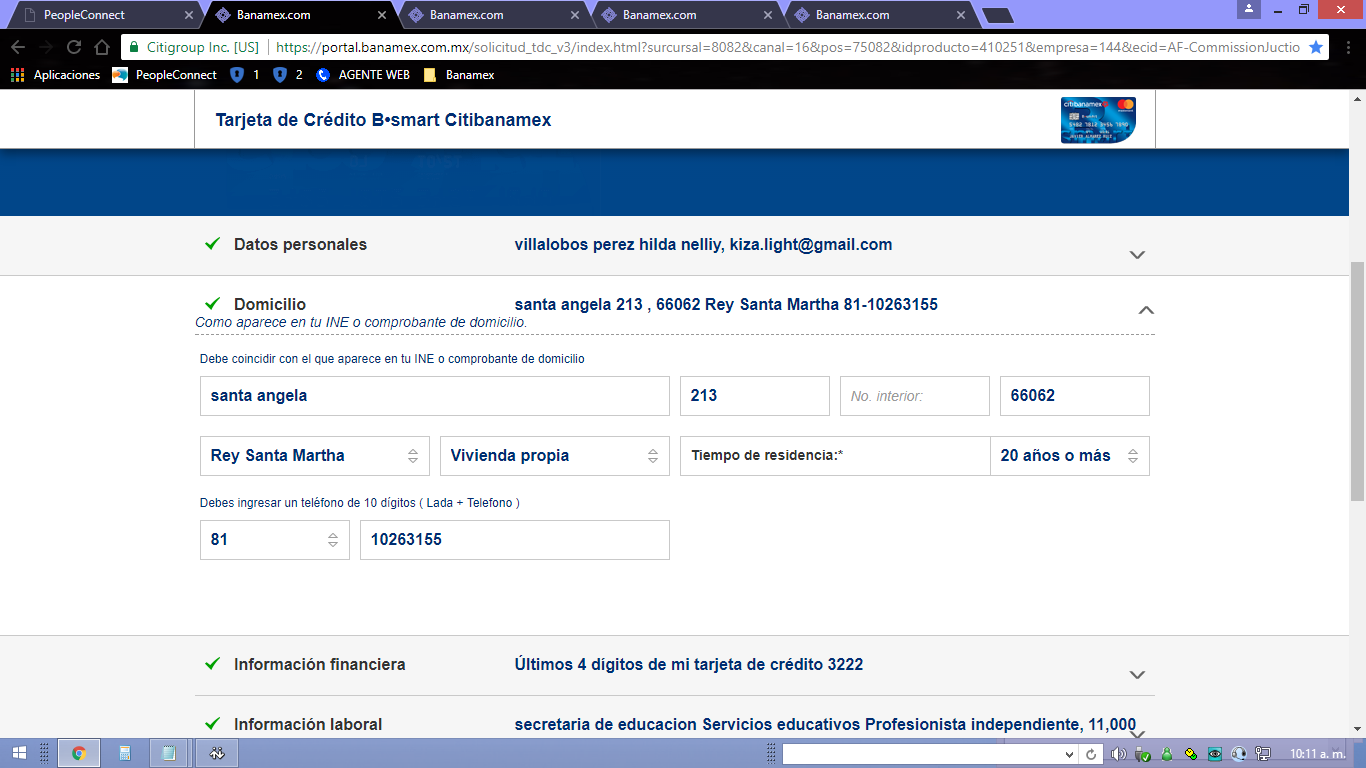 PeopleConnect
Banamex.com
Banamex.com
Banamex.com
Banamex.com
Citigroup Inc. [US] https://portal.banamex.com.mx/solicitud_tdc_v3/index.html?surcursal=8082&canal=16&pos=75082&idproducto=410251&empresa=144&ecid=AF-CommissionJuctio
Aplicaciones PeopleConnect 1 2 AGENTE WEB Banamex
Tarjeta de Crédito B•smart Citibanamex
citibanamex
Datos personales villalobos perez hilda nelliy, kiza.light@gmail.com
Domicilio santa angela 213 , 66062 Rey Santa Martha 81-10263155
Como aparece en tu INE o comprobante de domicilio.
Debe coincidir con el que aparece en tu INE o comprobante de domicilio
santa angela 213 No. interior: 66062
Rey Santa Martha Vivienda propia Tiempo de residencia:* 20 años o más
Debes ingresar un teléfono de 10 dígitos ( Lada + Telefono )
81 10263155
Información financiera Últimos 4 dígitos de mi tarjeta de crédito 3222
Información laboral secretaria de educacion Servicios educativos Profesionista independiente, 11,000
10:11 a. m.